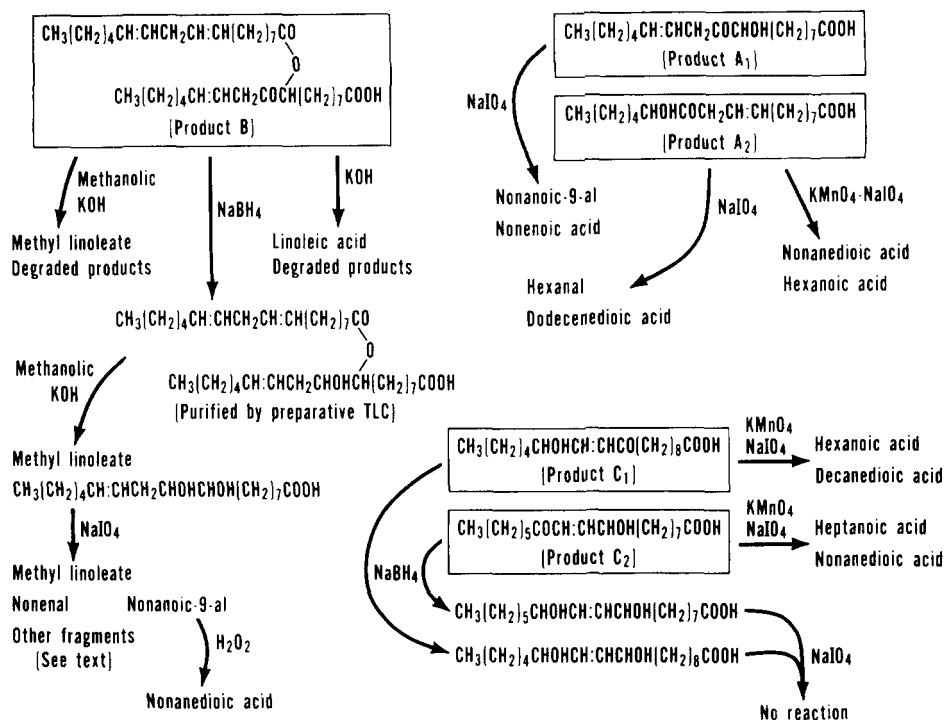 CH3(CH2)4CH:CHCH2CH:CH(CH2)7CO
O
CH3(CH2)4CH:CHCH2COCH(CH2)7COOH
(Product B)
Methanolic
KOH
NaBH4
KOH
Methyl linoleate
Degraded products
Linoleic acid
Degraded products
CH3(CH2)4CH:CHCH2CH:CH(CH2)7CO
O
CH3(CH2)4CH:CHCH2CHOHCH(CH2)7COOH
(Purified by preparative TLC)
Methanolic
KOH
Methyl linoleate
CH3(CH2)4CH:CHCH2CHOHCHOH(CH2)7COOH
NaIO4
Methyl linoleate
Nonenal Nonanoic-9-al
Other fragments
(See text)
H2O2
Nonanedioic acid
CH3(CH2)4CH:CHCH2COCHOH(CH2)7COOH
(Product A1)
NaIO4
CH3(CH2)4CHOHCOCH2CH:CH(CH2)7COOH
(Product A2)
Nonanoic-9-al
Nonenoic acid
NaIO4
KMnO4-NaIO4
Hexanal
Dodecenedioic acid
Nonanedioic acid
Hexanoic acid
CH3(CH2)4CHOHCH:CHCO(CH2)8COOH
(Product C1)
KMnO4
NaIO4
Hexanoic acid
Decanedioic acid
CH3(CH2)5COCH:CHCHOH(CH2)7COOH
(Product C2)
KMnO4
NaIO4
Heptanoic acid
Nonanedioic acid
NaBH4
CH3(CH2)5CHOHCH:CHCHOH(CH2)7COOH
CH3(CH2)4CHOHCH:CHCHOH(CH2)8COOH
NaIO4
No reaction